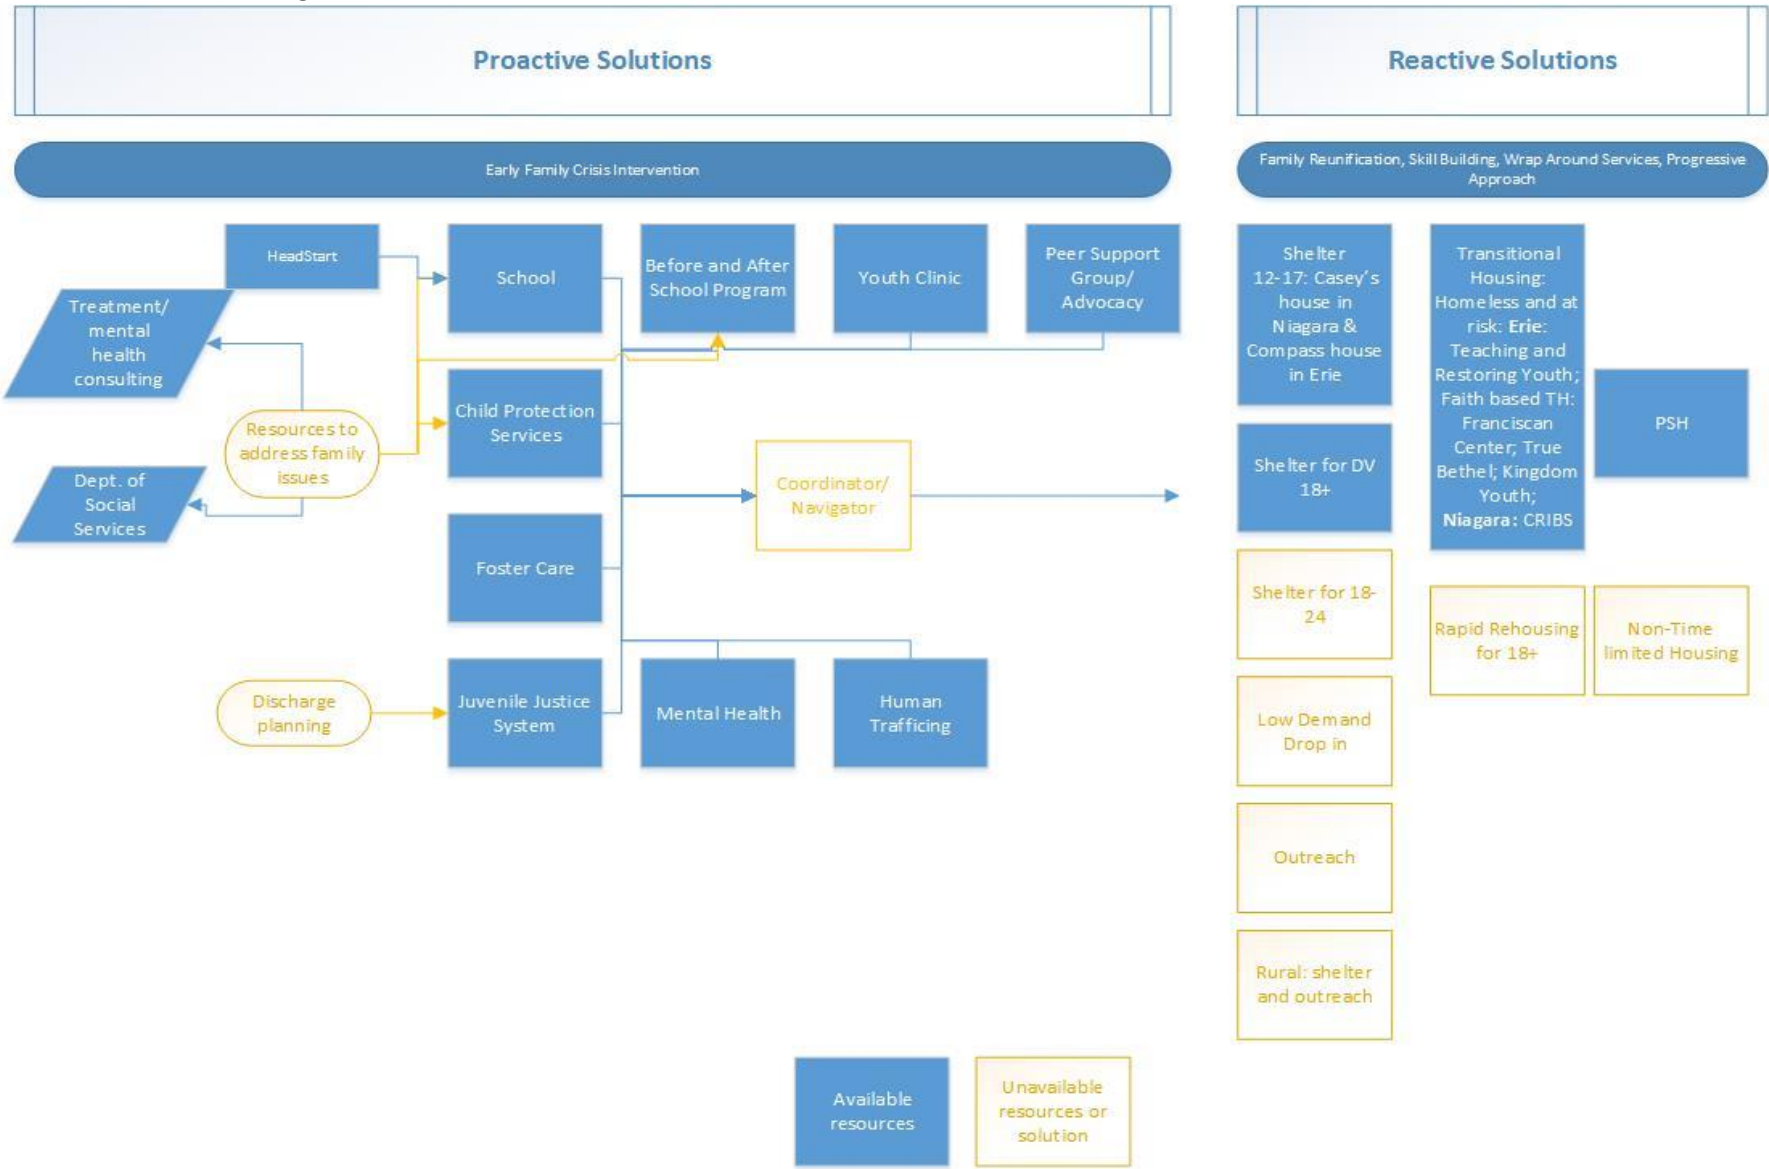 Proactive Solutions
Reactive Solutions
Early Family Crisis Intervention
Family Reunification, Skill Building, Wrap Around Services, Progressive
Approach
HeadStart
School
Before and After
School Program
Youth Clinic
Peer Support
Group/
Advocacy
Treatment/
mental
health
consulting
Resources to
address family
issues
Child Protection
Services
Dept. of
Social
Services
Coordinator/
Navigator
Foster Care
Discharge
planning
Juvenile Justice
System
Mental Health
Human
Trafficing
Shelter
12-17: Casey's
house in
Niagara &
Compass house
in Erie
Shelter for DV
18+
Shelter for 18-
24
Low Demand
Drop in
Outreach
Rural: shelter
and outreach
Transitional
Housing:
Homeless and at
risk: Erie:
Teaching and
Restoring Youth;
Faith based TH:
Franciscan
Center; True
Bethel; Kingdom
Youth;
Niagara: CRIBS
PSH
Rapid Rehousing
for 18+
Non-Time
limited Housing
Available
resources
Unavailable
resources or
solution